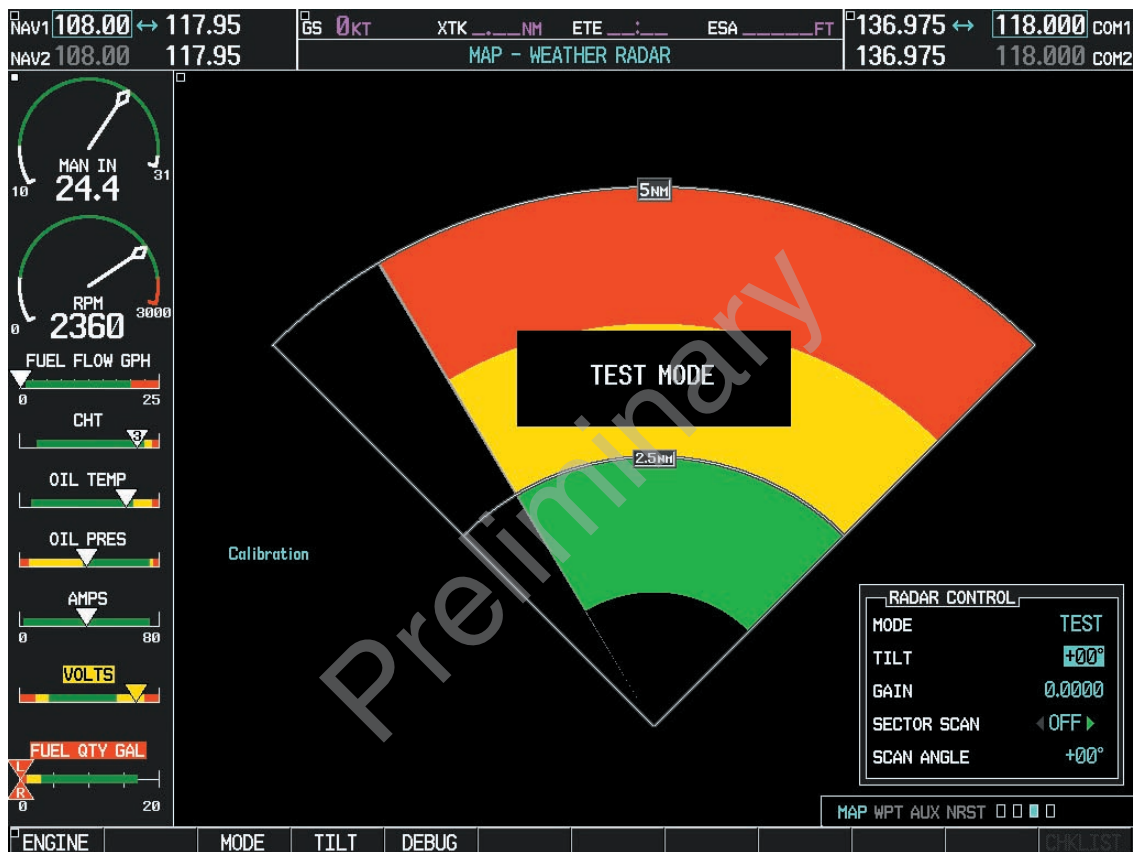 NAV1 108.00 ↔ 117.95
NAV2 108.00 117.95
GS 0KT XTK _.__NM ETE __:__ ESA _____FT
MAP - WEATHER RADAR
136.975 ↔ 118.000 COM1
136.975 118.000 COM2
MAN IN
10 24.4 31
RPM
0 2360 3000
FUEL FLOW GPH
0 25
CHT
3
OIL TEMP
OIL PRES
AMPS
0 80
VOLTS
FUEL QTY GAL
L
R
0 20
5NM
TEST MODE
2.5NM
Calibration
Preliminary
RADAR CONTROL
MODE TEST
TILT +00°
GAIN 0.0000
SECTOR SCAN OFF
SCAN ANGLE +00°
MAP WPT AUX NRST
ENGINE MODE TILT DEBUG CHKLIST